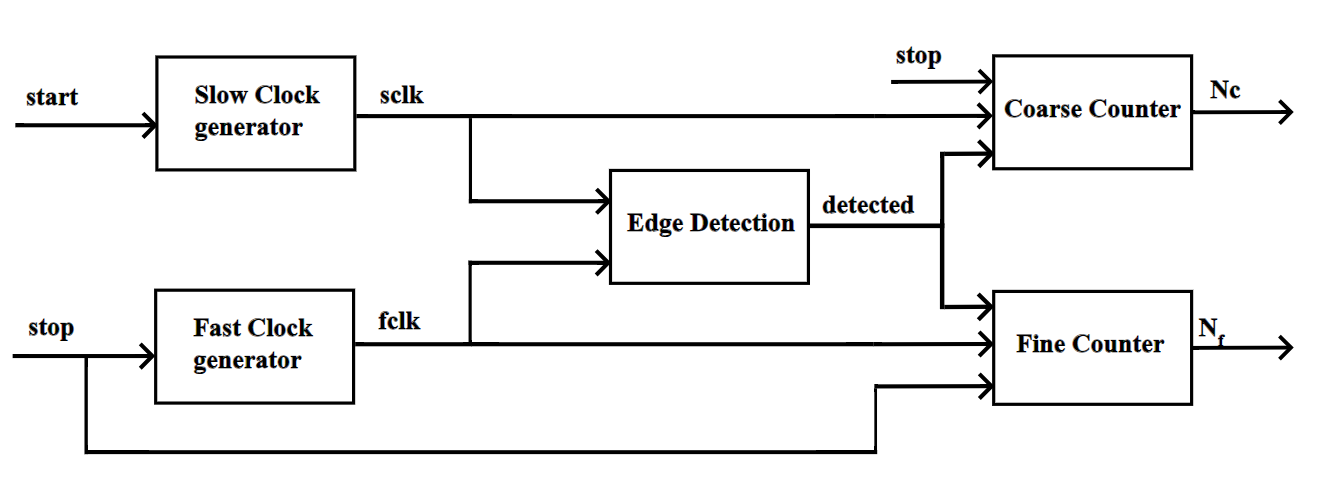 stop
start
Slow Clock
generator
sclk
Coarse Counter
Nc
Edge Detection
detected
stop
Fast Clock
generator
fclk
Fine Counter
Nf